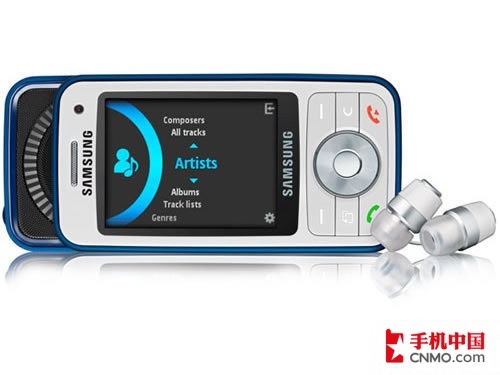 Composers
All tracks
Artists
Albums
Track lists
Genres
SAMSUNG
SAMSUNG
手机中国
CNMO.com